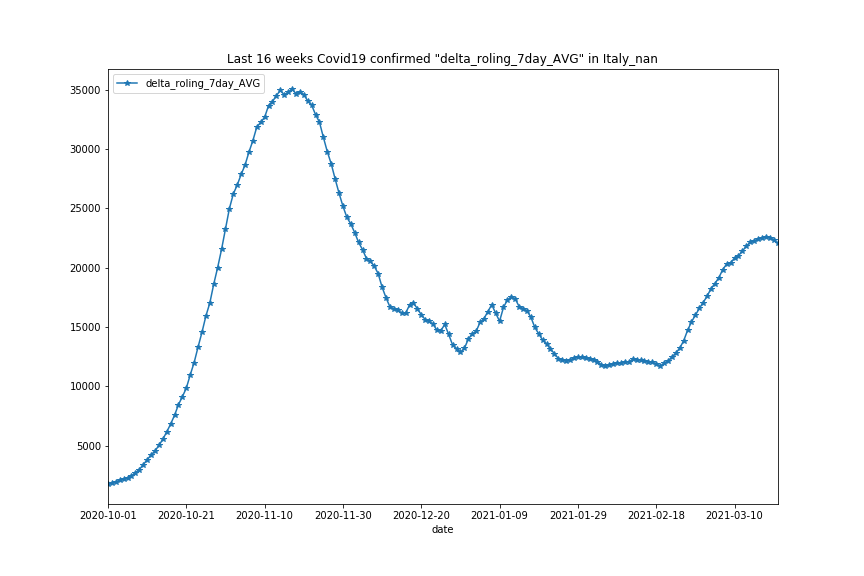 Last 16 weeks Covid19 confirmed "delta_roling_7day_AVG" in Italy_nan
delta_roling_7day_AVG
35000
30000
25000
20000
15000
10000
5000
2020-10-01 2020-10-21 2020-11-10 2020-11-30 2020-12-20 2021-01-09 2021-01-29 2021-02-18 2021-03-10
date